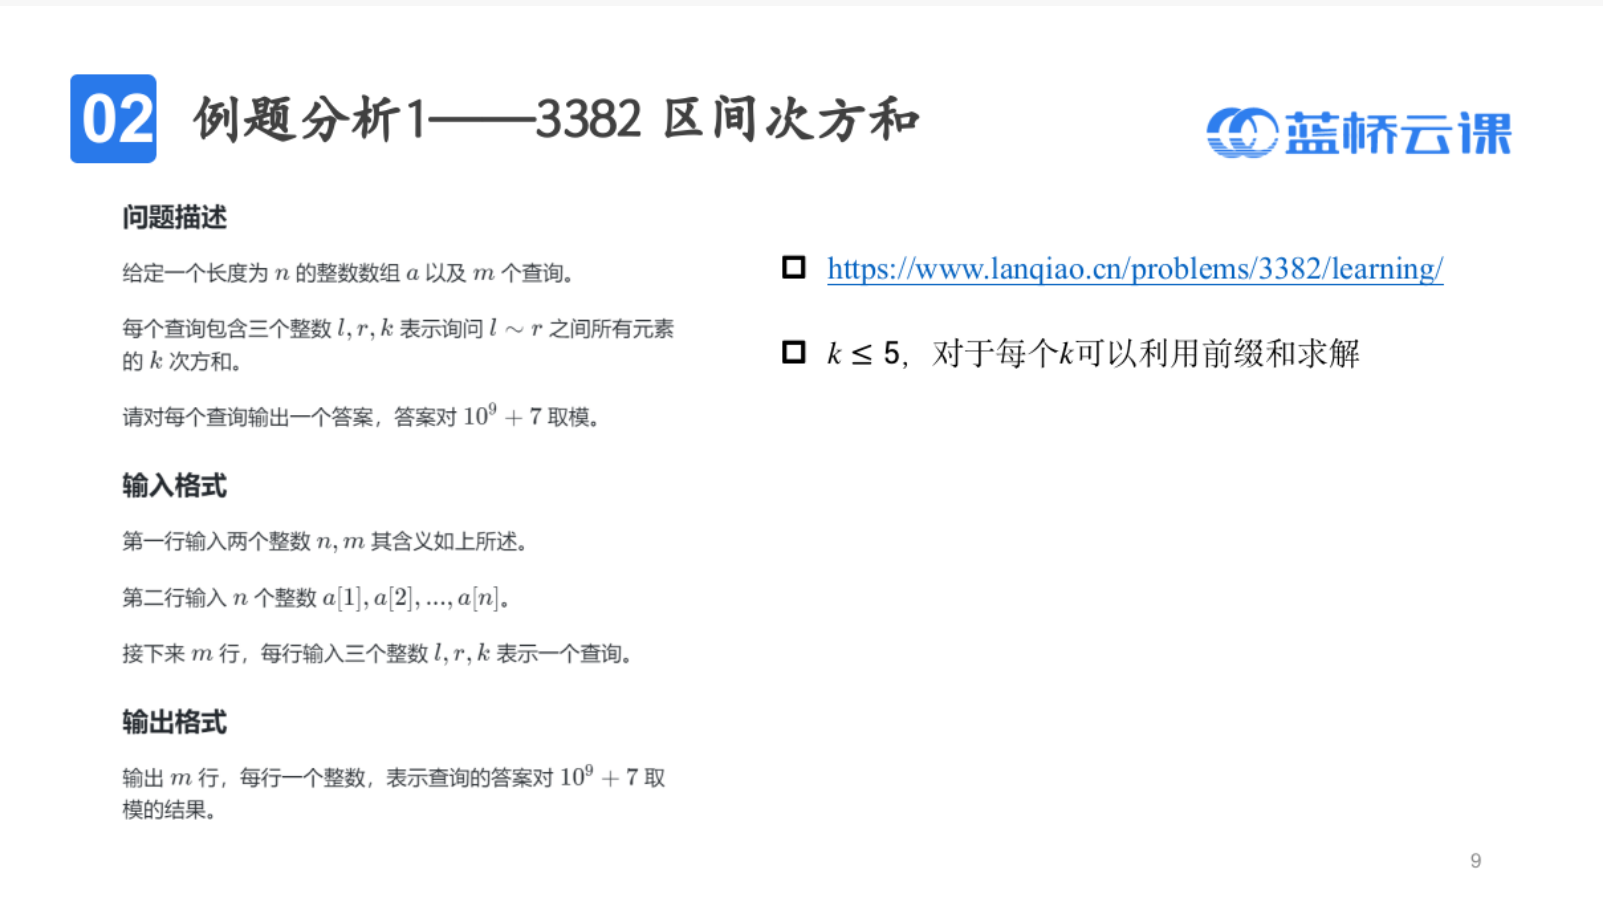 02 例题分析1——3382 区间次方和
蓝桥云课
问题描述
给定一个长度为 n 的整数数组 a 以及 m 个查询。
每个查询包含三个整数 l, r, k 表示询问 l ∼ r 之间所有元素
的 k 次方和。
请对每个查询输出一个答案，答案对 10⁹ + 7 取模。
输入格式
第一行输入两个整数 n, m 其含义如上所述。
第二行输入 n 个整数 a[1], a[2], ..., a[n]。
接下来 m 行，每行输入三个整数 l, r, k 表示一个查询。
输出格式
输出 m 行，每行一个整数，表示查询的答案对 10⁹ + 7 取
模的结果。
https://www.lanqiao.cn/problems/3382/learning/
k ≤ 5，对于每个k可以利用前缀和求解
9